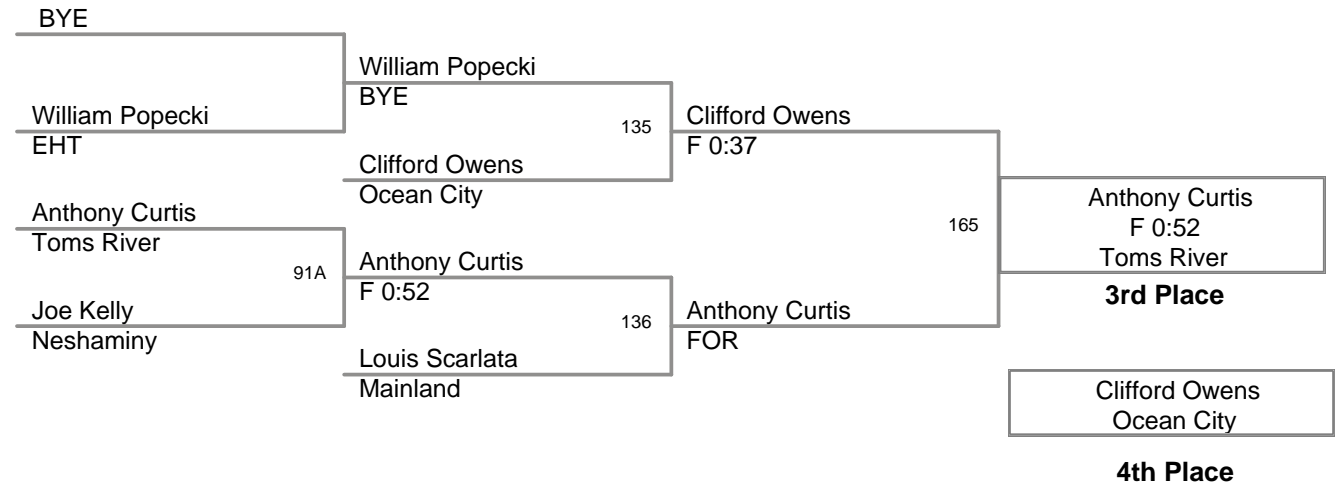 BYE
William Popecki
BYE
William Popecki
EHT
135
Clifford Owens
F 0:37
Clifford Owens
Ocean City
Anthony Curtis
Toms River
91A
Anthony Curtis
F 0:52
Joe Kelly
Neshaminy
136
Anthony Curtis
FOR
Louis Scarlata
Mainland
165
Anthony Curtis
F 0:52
Toms River
3rd Place
Clifford Owens
Ocean City
4th Place